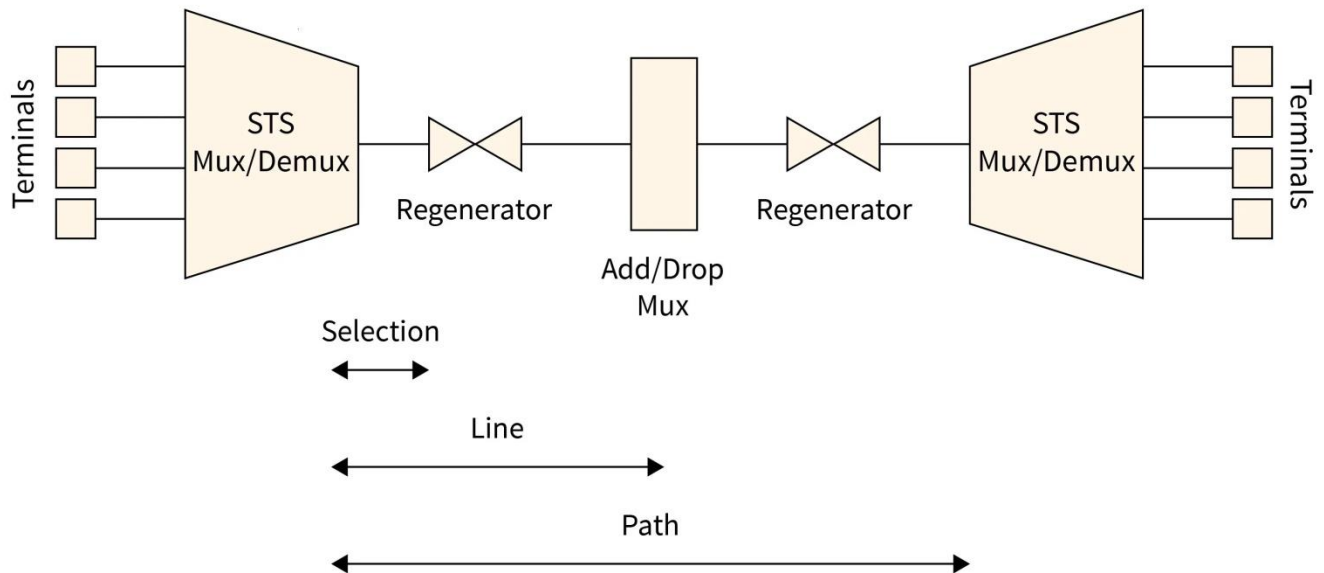 Terminals
STS
Mux/Demux
Regenerator
Add/Drop
Mux
Regenerator
STS
Mux/Demux
Terminals
Selection
Line
Path